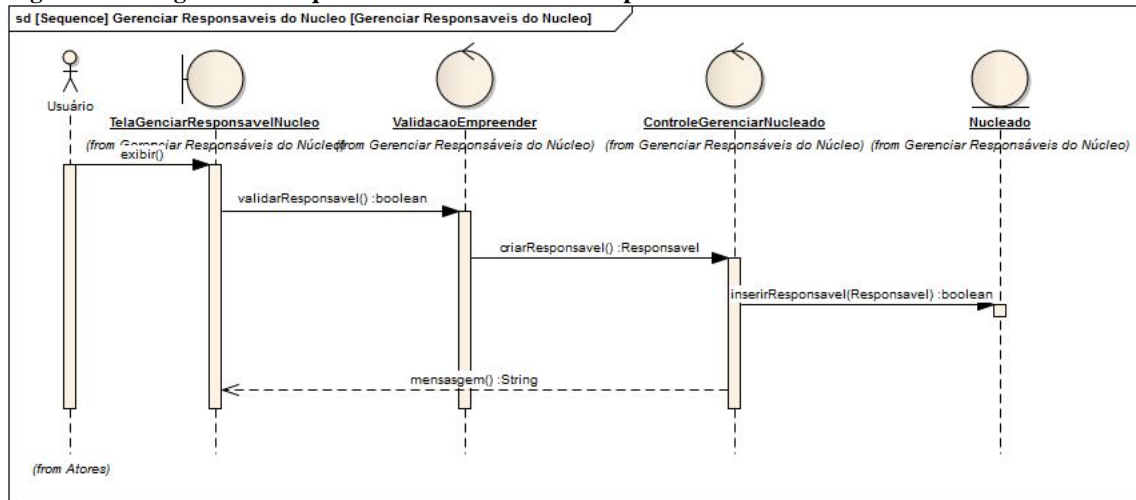 sd [Sequence] Gerenciar Responsaveis do Nucleo [Gerenciar Responsaveis do Nucleo]
Usuário
TelaGenciarResponsavelNucleo
ValidacaoEmpreender
ControleGerenciarNucleado
Nucleado
(from Gerenciar Responsáveis do Núcleo)
(from Gerenciar Responsáveis do Núcleo)
(from Gerenciar Responsáveis do Núcleo)
(from Gerenciar Responsáveis do Núcleo)
exibir()
validarResponsavel() :boolean
criarResponsavel() :Responsavel
inserirResponsavel(Responsavel) :boolean
mensasgem() :String
(from Atores)